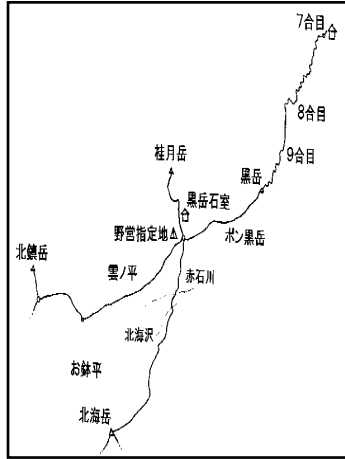 7合目
8合目
9合目
桂月岳
黒岳
黒岳石室
ポン黒岳
野営指定地
北鎮岳
雲ノ平
赤石川
北海沢
お鉢平
北海岳